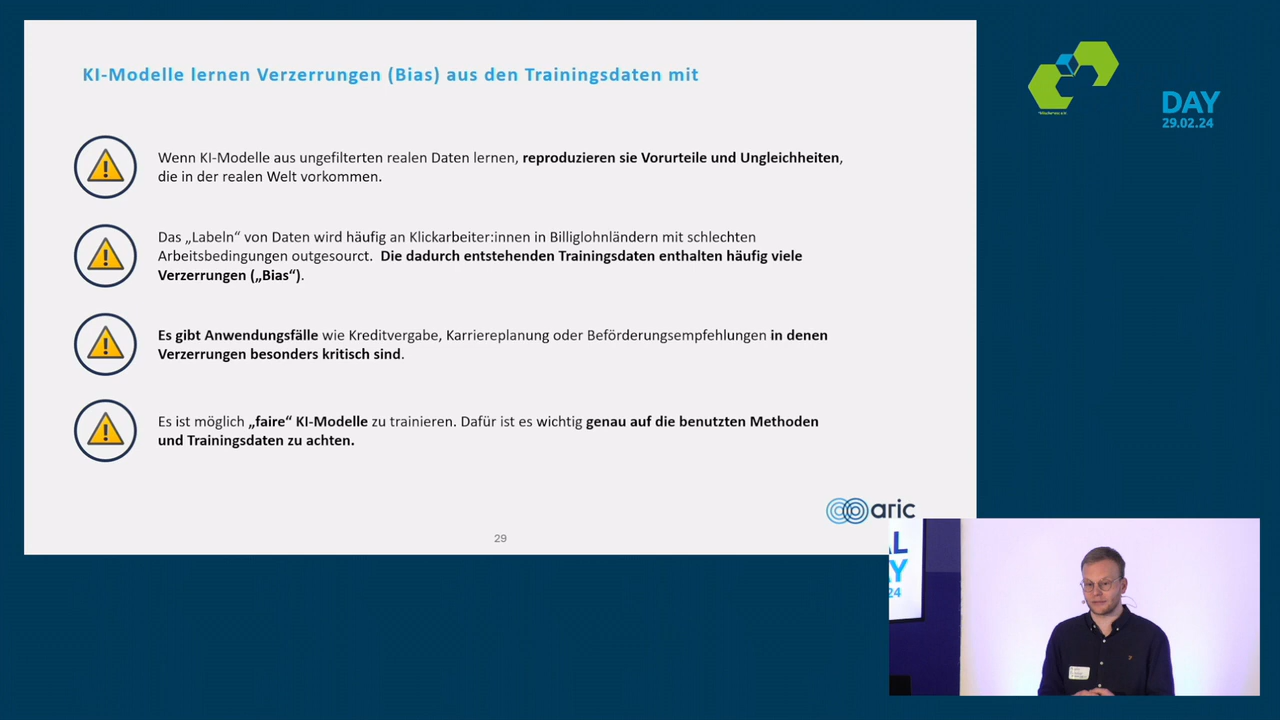 KI-Modelle lernen Verzerrungen (Bias) aus den Trainingsdaten mit
Wenn KI-Modelle aus ungefilterten realen Daten lernen, reproduzieren sie Vorurteile und Ungleichheiten,
die in der realen Welt vorkommen.
Das „Labeln“ von Daten wird häufig an Klickarbeiter:innen in Billiglohnländern mit schlechten
Arbeitsbedingungen outgesourct. Die dadurch entstehenden Trainingsdaten enthalten häufig viele
Verzerrungen („Bias“).
Es gibt Anwendungsfälle wie Kreditvergabe, Karriereplanung oder Beförderungsempfehlungen in denen
Verzerrungen besonders kritisch sind.
Es ist möglich „faire“ KI-Modelle zu trainieren. Dafür ist es wichtig genau auf die benutzten Methoden
und Trainingsdaten zu achten.
aric
29
DAY
29.02.24
AL
AY
24